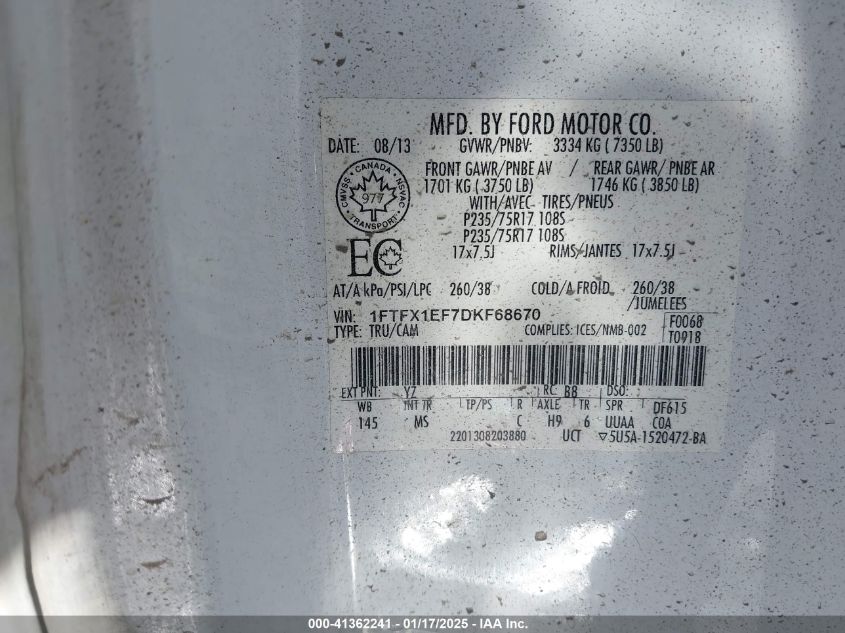 MFD. BY FORD MOTOR CO.
DATE: 08/13 GVWR/PNBV: 3334 KG ( 7350 LB)
FRONT GAWR/PNBE AV / REAR GAWR/ PNBE AR
1701 KG ( 3750 LB) 1746 KG ( 3850 LB)
WITH/AVEC TIRES/PNEUS
P235/75R17 108S
P235/75R17 108S
17x7.5J RIMS/JANTES 17x7.5J
CANADA
CMVSS NSVAC
977
TRANSPORT
EC
AT/A kPa/PSI/LPC 260/38 COLD/A FROID 260/38
/JUMELEES
VIN: 1FTFX1EF7DKF68670
TYPE: TRU/CAM COMPLIES: ICES/NMB-002
F0068
T0918
EXT PNT: YZ RC: 88 DSO:
WB INT TR TP/PS R AXLE TR SPR DF615
145 MS C H9 6 UUAA COA
2201308203880 UCT ▽5U5A-1520472-BA
000-41362241 - 01/17/2025 - IAAI Inc.